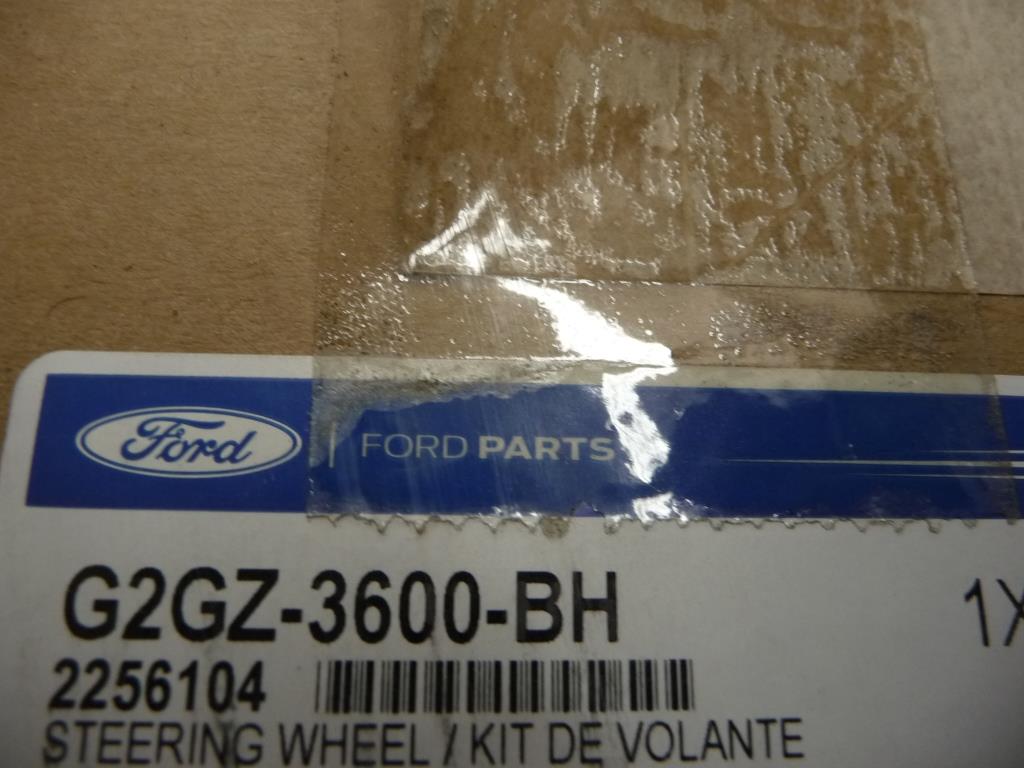 Ford | FORD PARTS
G2GZ-3600-BH 1X
2256104
STEERING WHEEL / KIT DE VOLANTE